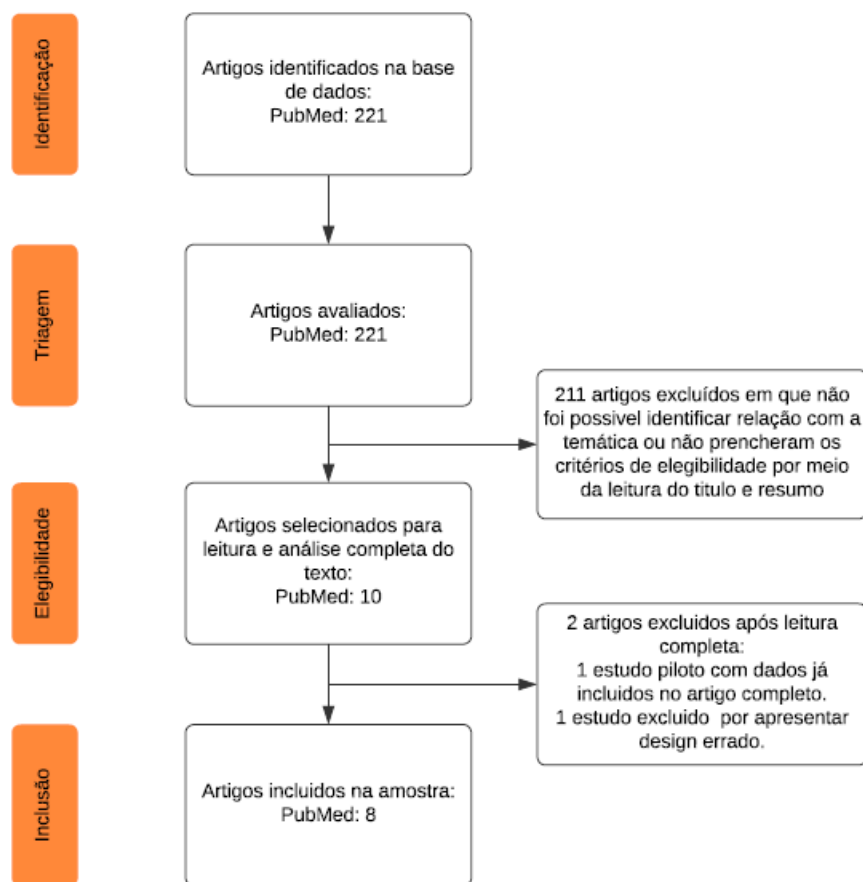 Identificação
Artigos identificados na base
de dados:
PubMed: 221
Triagem
Artigos avaliados:
PubMed: 221
211 artigos excluídos em que não
foi possivel identificar relação com a
temática ou não prencheram os
critérios de elegibilidade por meio
da leitura do titulo e resumo
Elegibilidade
Artigos selecionados para
leitura e análise completa do
texto:
PubMed: 10
2 artigos excluidos após leitura
completa:
1 estudo piloto com dados já
incluidos no artigo completo.
1 estudo excluido por apresentar
design errado.
Inclusão
Artigos incluidos na amostra:
PubMed: 8